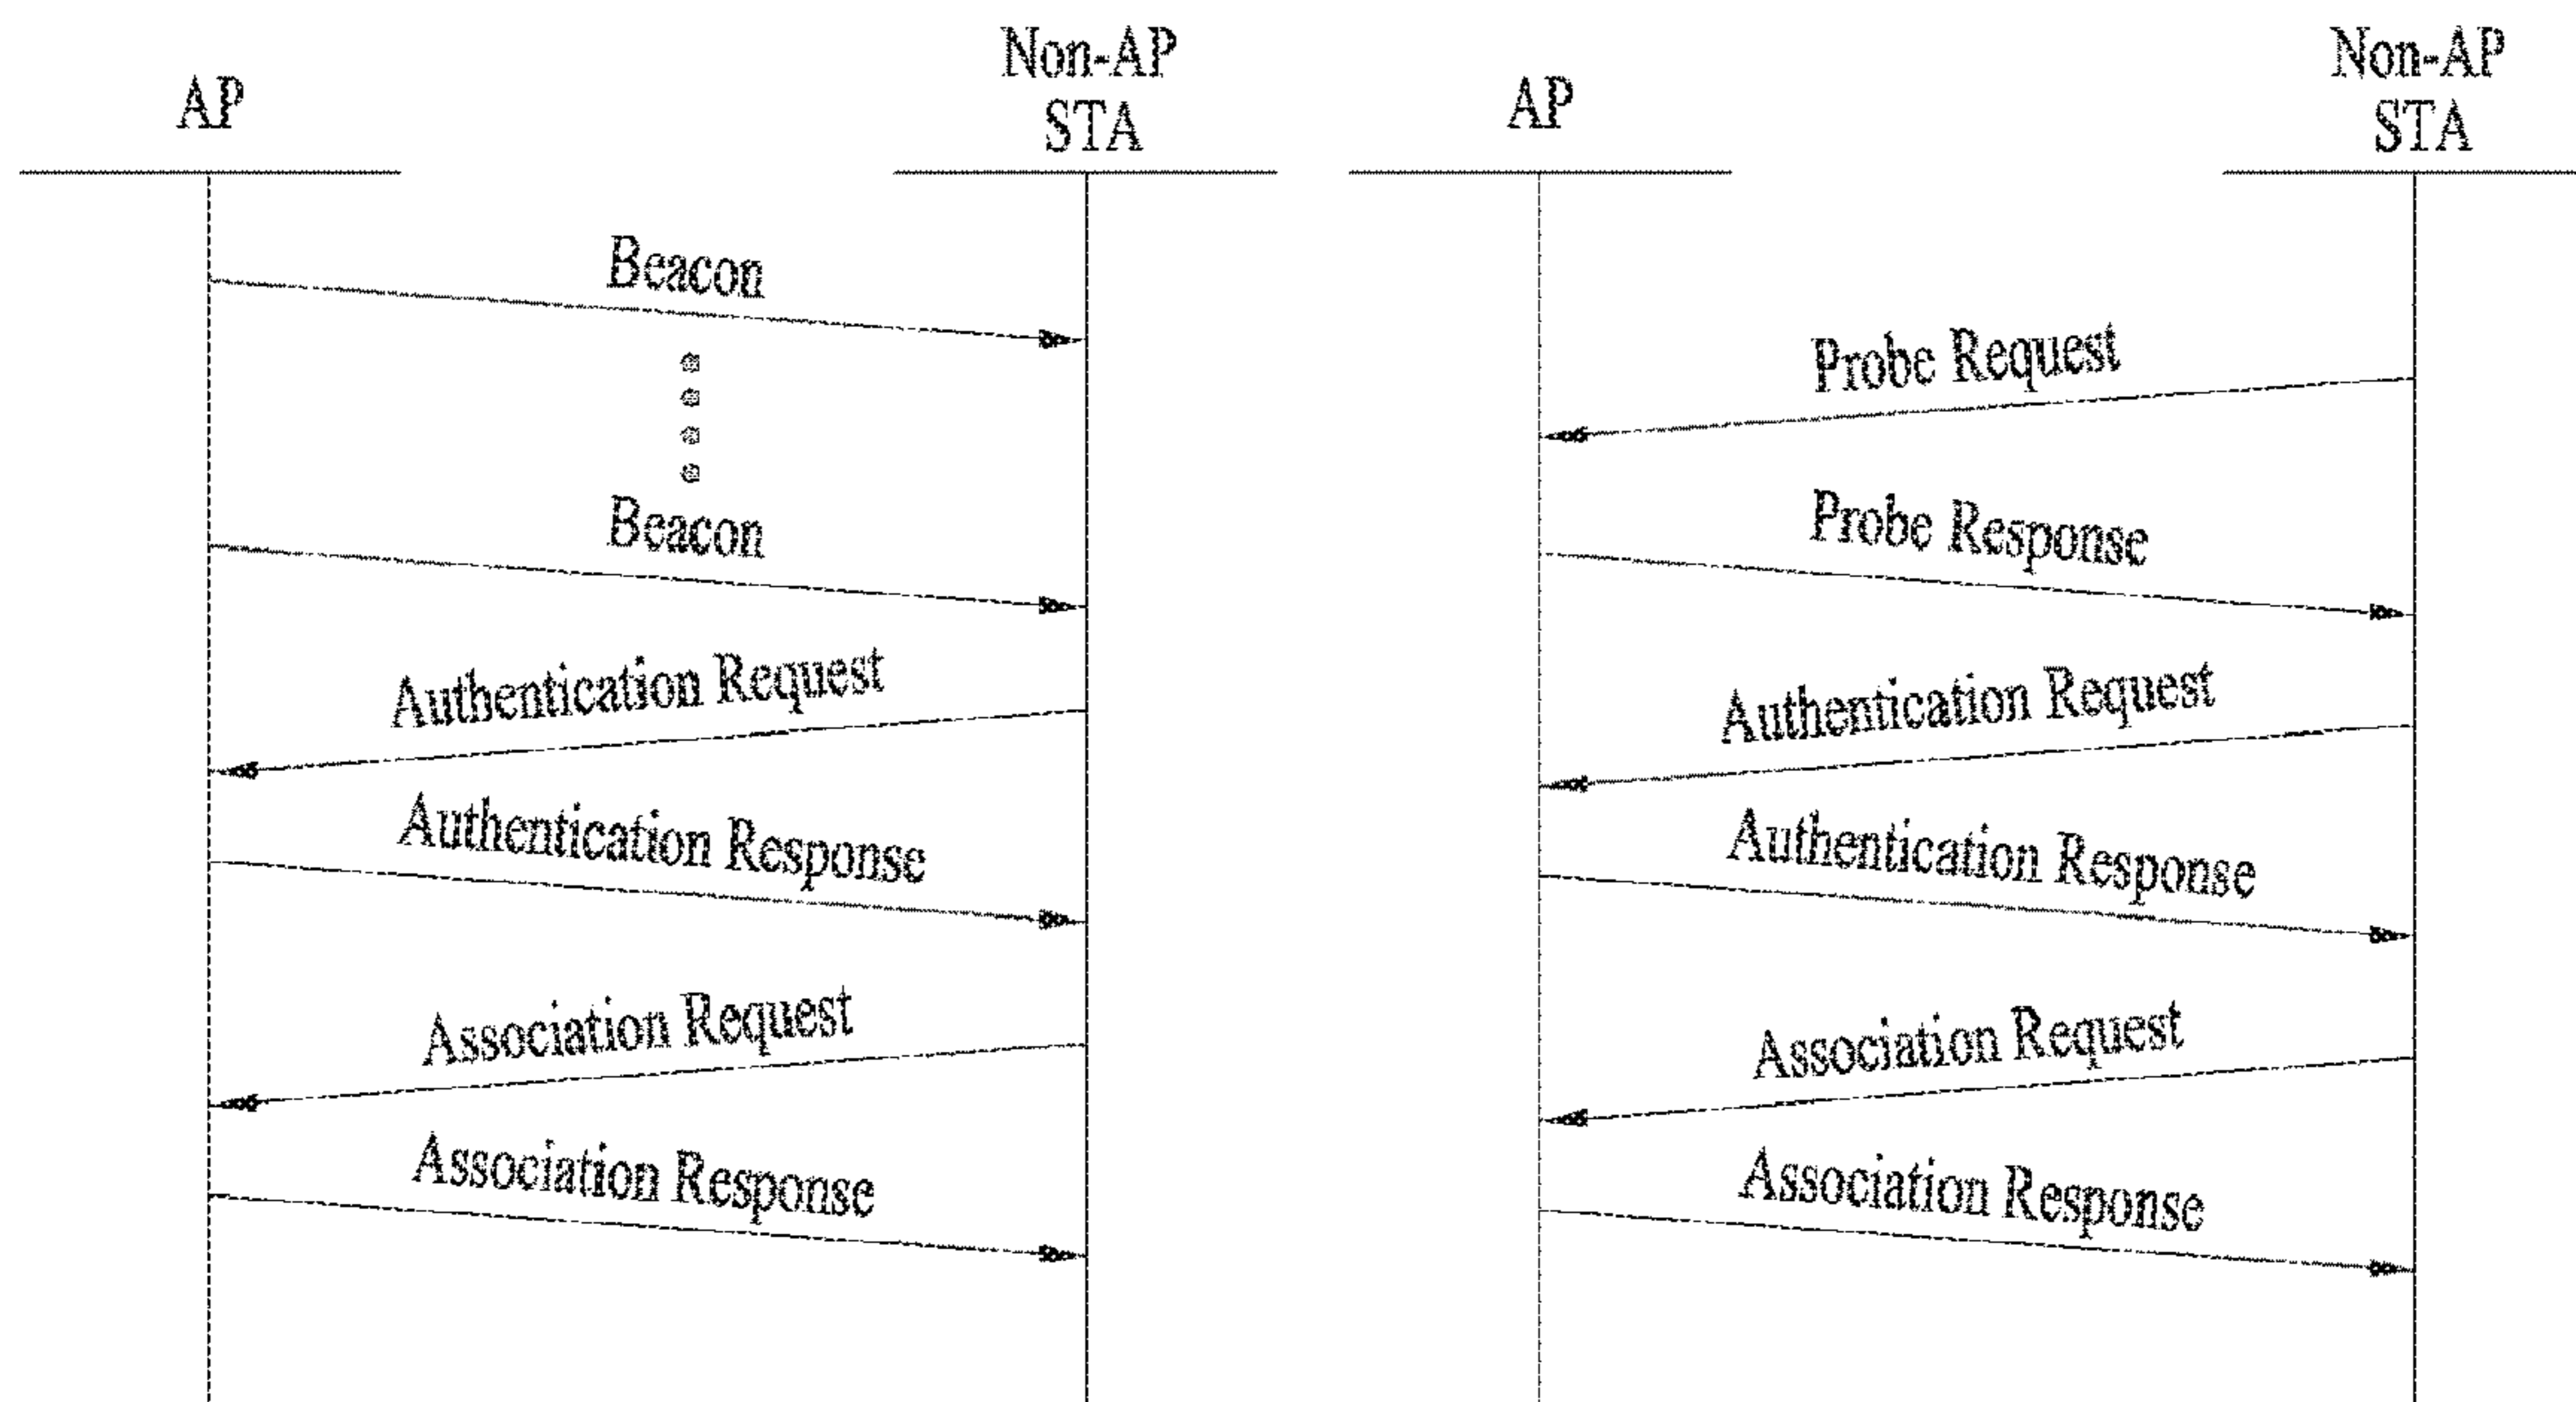 AP
Non-AP
STA
Beacon
Beacon
Authentication Request
Authentication Response
Association Request
Association Response
AP
Non-AP
STA
Probe Request
Probe Response
Authentication Request
Authentication Response
Association Request
Association Response